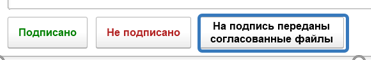 Подписано
Не подписано
На подпись переданы
согласованные файлы